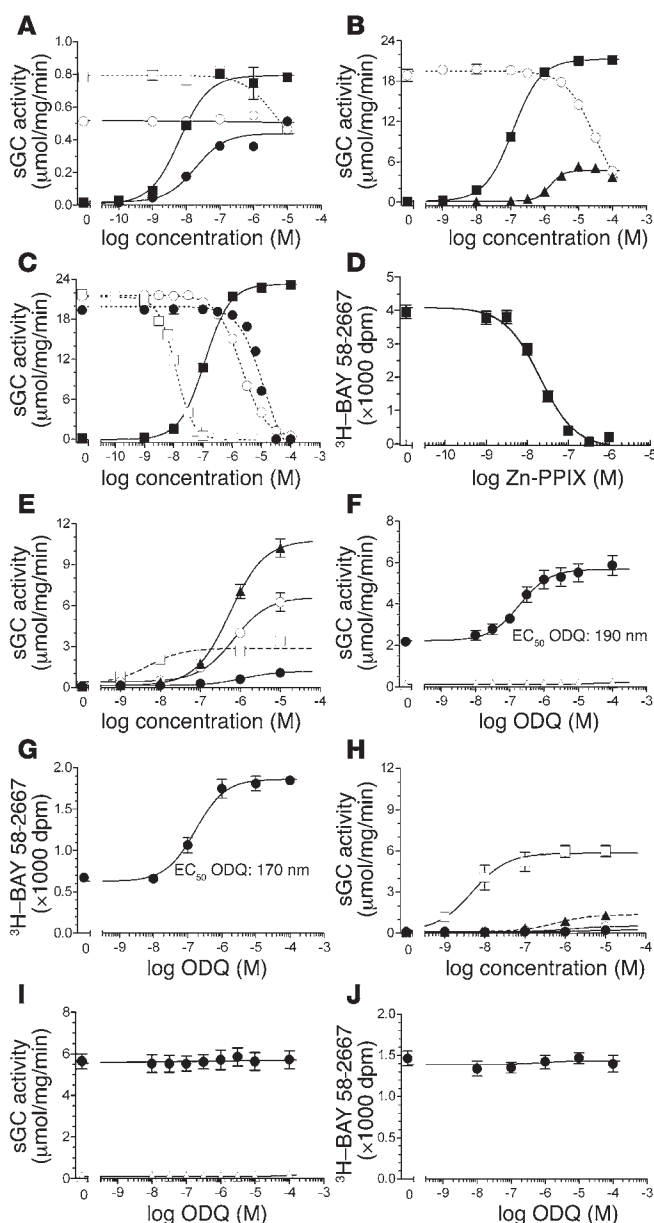 A
sGC activity
(μmol/mg/min)
1.0
0.8
0.6
0.4
0.2
0.0
0 -10 -9 -8 -7 -6 -5 -4
log concentration (M)
B
sGC activity
(μmol/mg/min)
24
18
12
6
0
0 -9 -8 -7 -6 -5 -4
log concentration (M)
C
sGC activity
(μmol/mg/min)
24
18
12
6
0
0 -9 -8 -7 -6 -5 -4 -3
log concentration (M)
D
³H–BAY 58-2667
(×1000 dpm)
5
4
3
2
1
0
0 -10 -9 -8 -7 -6 -5
log Zn-PPIX (M)
E
sGC activity
(μmol/mg/min)
12
9
6
3
0
0 -9 -8 -7 -6 -5 -4
log concentration (M)
F
sGC activity
(μmol/mg/min)
8
6
4
2
0
0 -9 -8 -7 -6 -5 -4 -3
EC₅₀ ODQ: 190 nm
log ODQ (M)
G
³H–BAY 58-2667
(×1000 dpm)
2.0
1.5
1.0
0.5
0.0
0 -9 -8 -7 -6 -5 -4 -3
EC₅₀ ODQ: 170 nm
log ODQ (M)
H
sGC activity
(μmol/mg/min)
12
9
6
3
0
0 -9 -8 -7 -6 -5 -4
log concentration (M)
I
sGC activity
(μmol/mg/min)
8
6
4
2
0
0 -9 -8 -7 -6 -5 -4 -3
log ODQ (M)
J
³H–BAY 58-2667
(×1000 dpm)
2.0
1.5
1.0
0.5
0.0
0 -9 -8 -7 -6 -5 -4 -3
log ODQ (M)